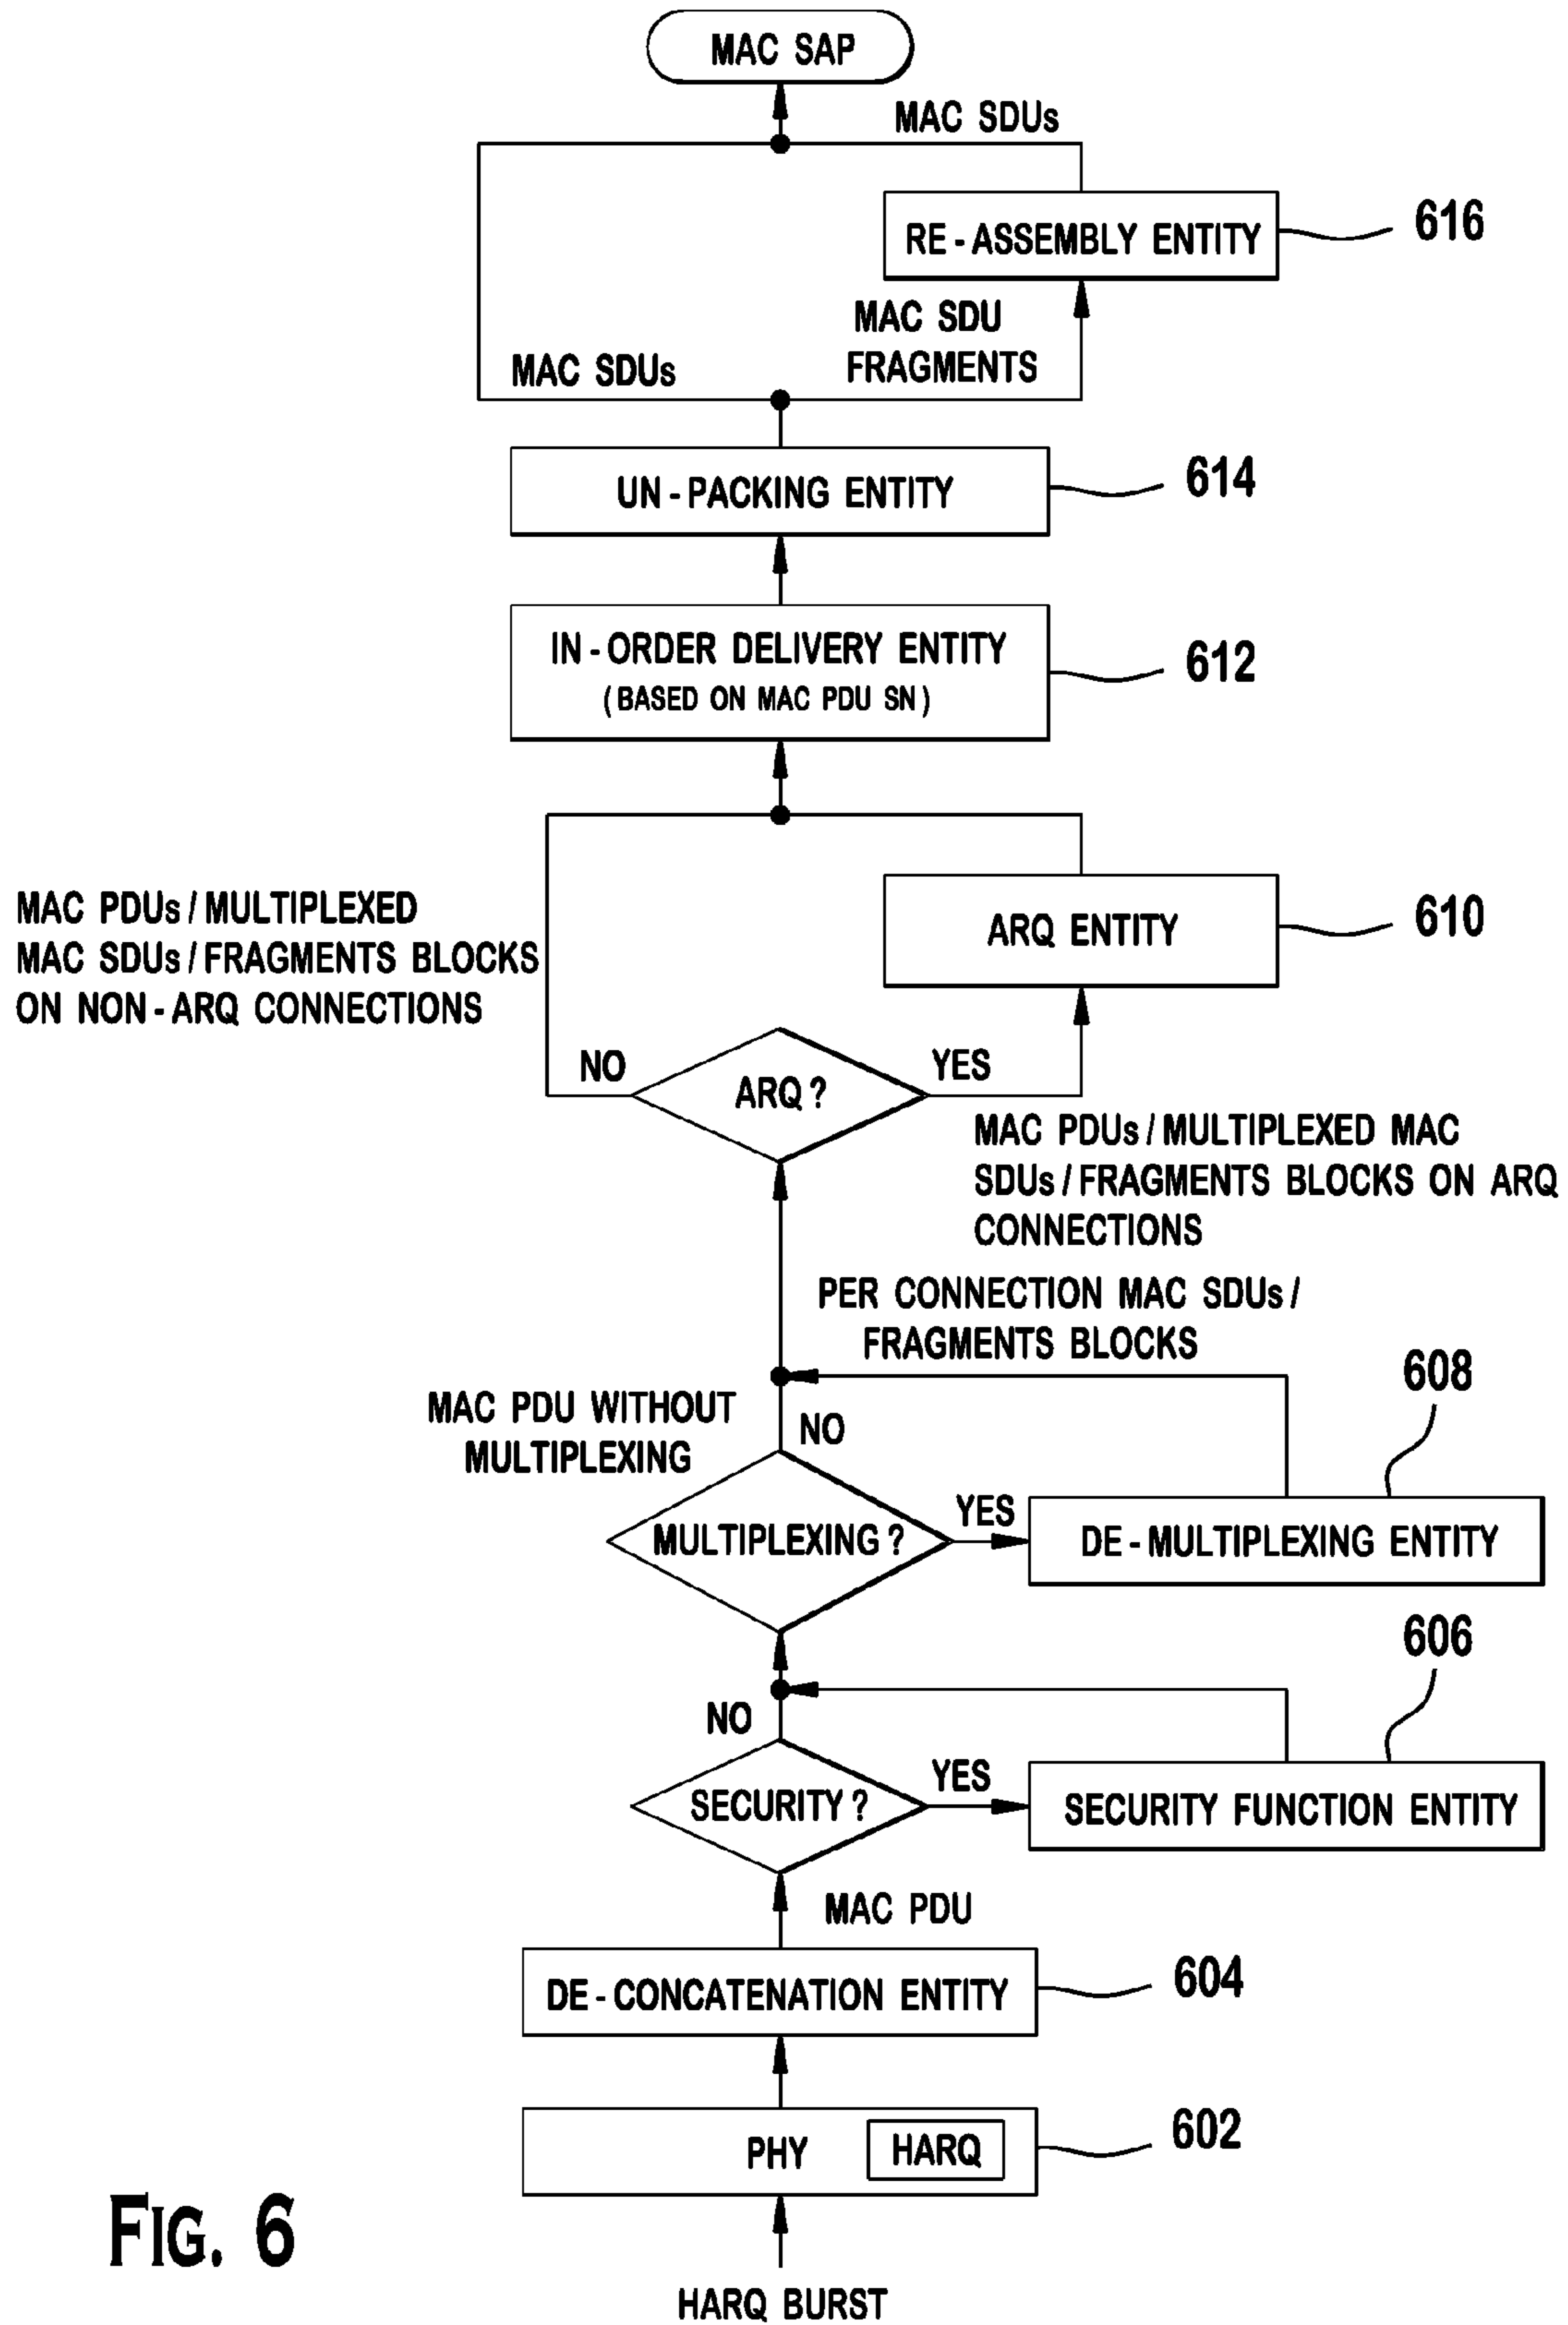 MAC SAP
MAC SDUs
RE-ASSEMBLY ENTITY
616
MAC SDU
FRAGMENTS
MAC SDUs
UN-PACKING ENTITY
614
IN-ORDER DELIVERY ENTITY
(BASED ON MAC PDU SN)
612
MAC PDUs/MULTIPLEXED
MAC SDUs/FRAGMENTS BLOCKS
ON NON-ARQ CONNECTIONS
ARQ ENTITY
610
NO
ARQ?
YES
MAC PDUs/MULTIPLEXED MAC
SDUs/FRAGMENTS BLOCKS ON ARQ
CONNECTIONS
PER CONNECTION MAC SDUs/
FRAGMENTS BLOCKS
608
MAC PDU WITHOUT
MULTIPLEXING
NO
MULTIPLEXING?
YES
DE-MULTIPLEXING ENTITY
606
NO
SECURITY?
YES
SECURITY FUNCTION ENTITY
MAC PDU
DE-CONCATENATION ENTITY
604
PHY
HARQ
602
FIG. 6
HARQ BURST